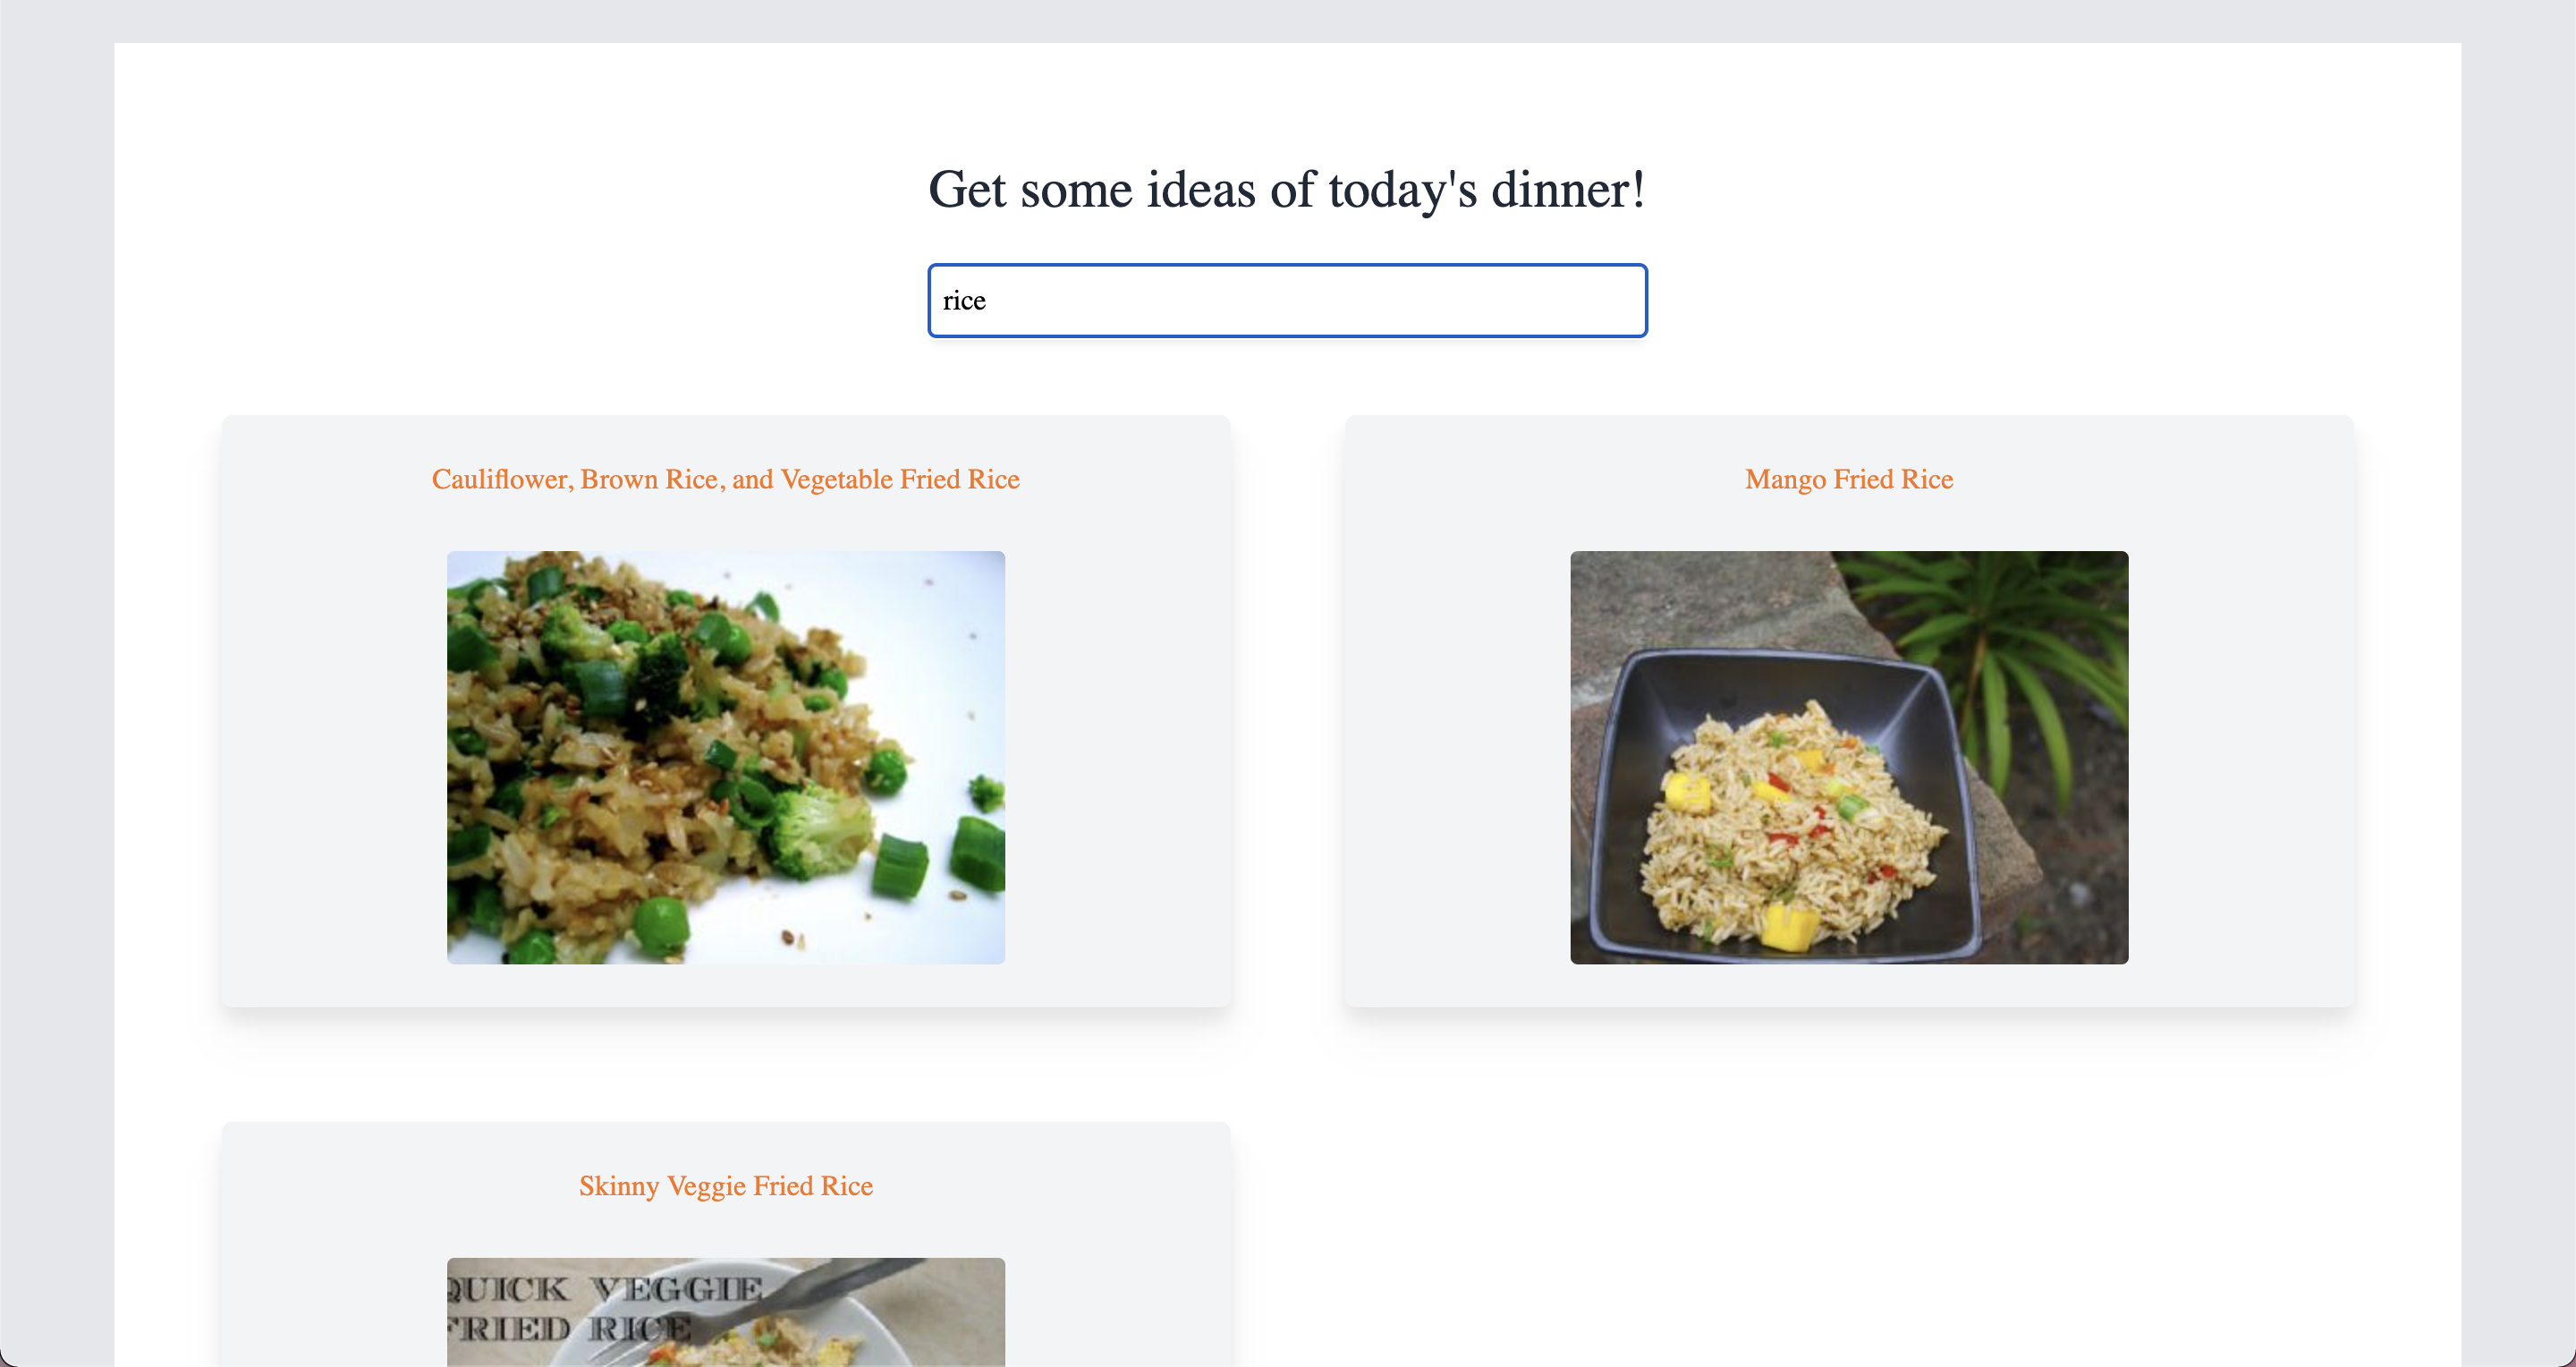 Get some ideas of today's dinner!
rice
Cauliflower, Brown Rice, and Vegetable Fried Rice
Mango Fried Rice
Skinny Veggie Fried Rice
QUICK VEGGIE
FRIED RICE